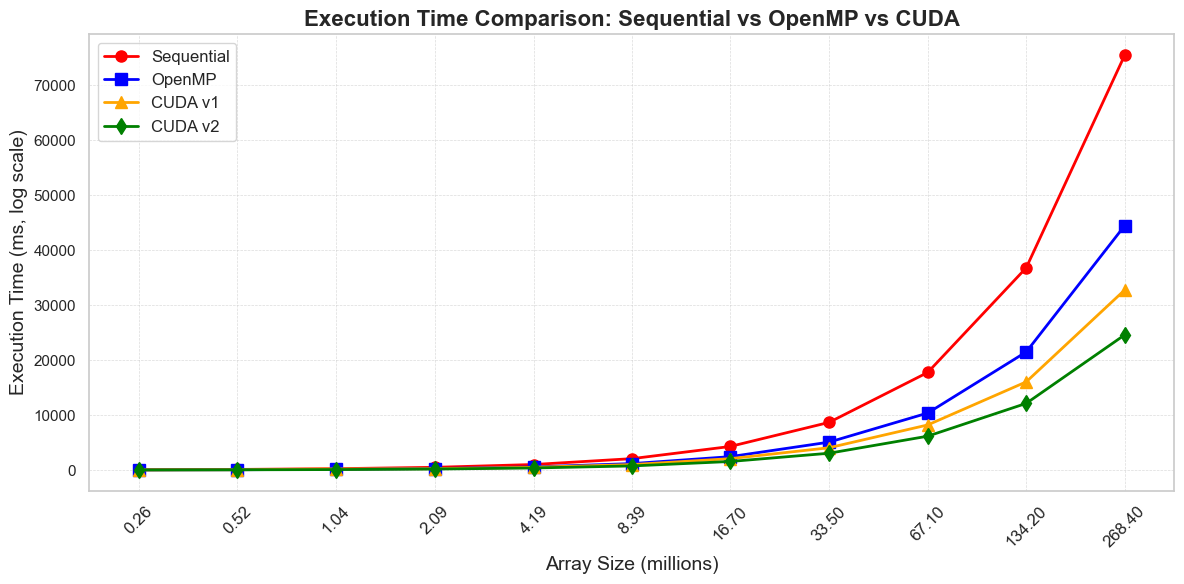 Execution Time Comparison: Sequential vs OpenMP vs CUDA
Sequential
OpenMP
CUDA v1
CUDA v2
Execution Time (ms, log scale)
70000
60000
50000
40000
30000
20000
10000
0
0.26
0.52
1.04
2.09
4.19
8.39
16.70
33.50
67.10
134.20
268.40
Array Size (millions)